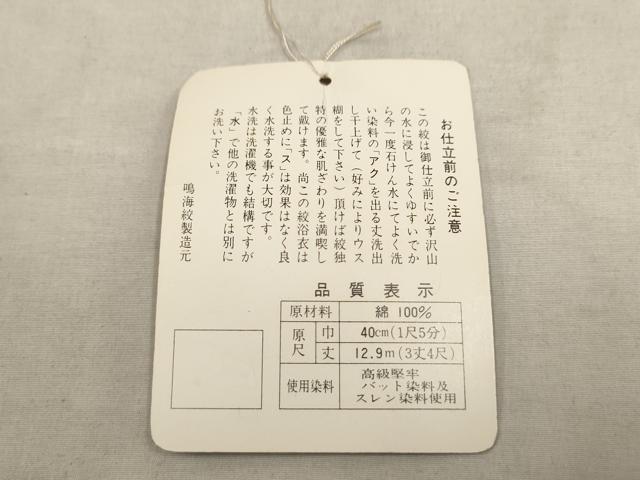 お仕立前のご注意
この絞は御仕立前に必ず沢山
の水に浸してよくゆすいでか
ら今一度石けん水にてよく洗
い染料の「アク」を出る丈洗出
し干上げて(好みによりウス
糊をして下さい)頂けば絞独
特の優雅な肌ざわりを満喫し
て戴けます。尚この絞浴衣は
色止めに「ス」は効果はなく良
く水洗する事が大切です。
水洗は洗濯機でも結構ですが
「水」で他の洗濯物とは別に
お洗い下さい。
鳴海絞製造元
品質表示
原材料 綿 100%
原尺 巾 40cm(1尺5分)
丈 12.9m(3丈4尺)
使用染料 高級堅牢
バット染料及
スレン染料使用